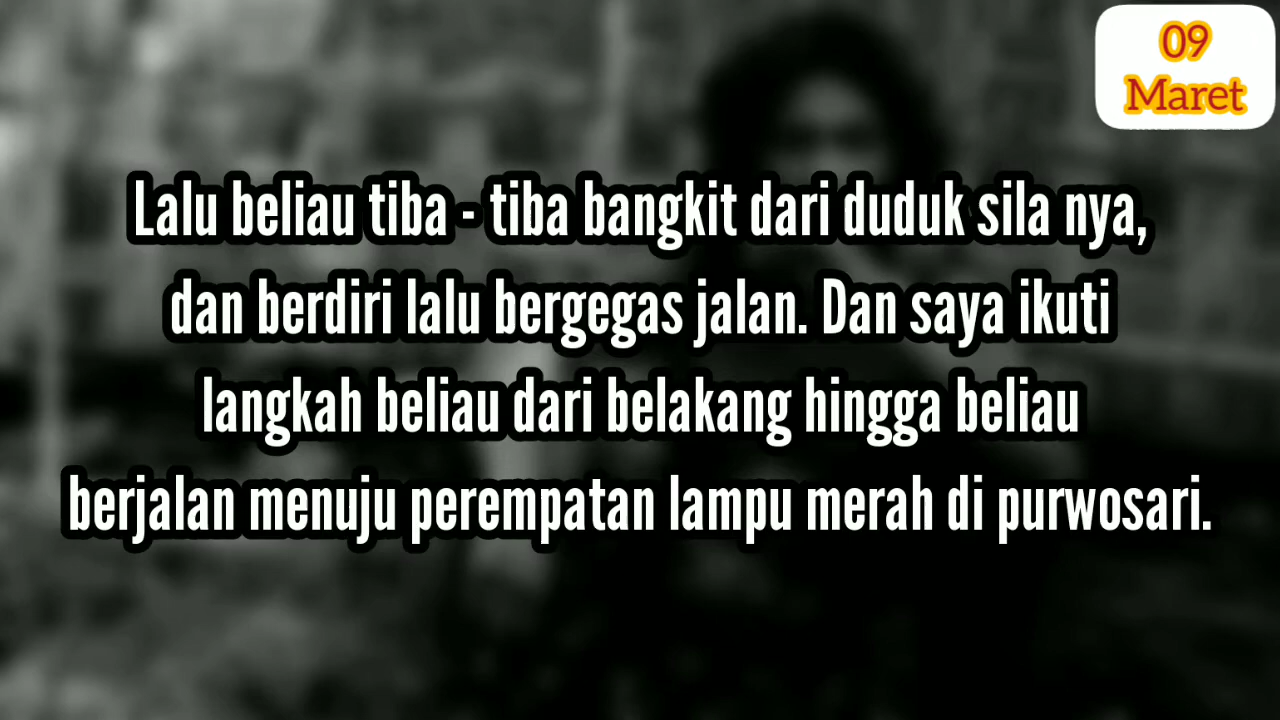 09
Maret
Lalu beliau tiba - tiba bangkit dari duduk sila nya,
dan berdiri lalu bergegas jalan. Dan saya ikuti
langkah beliau dari belakang hingga beliau
berjalan menuju perempatan lampu merah di purwosari.